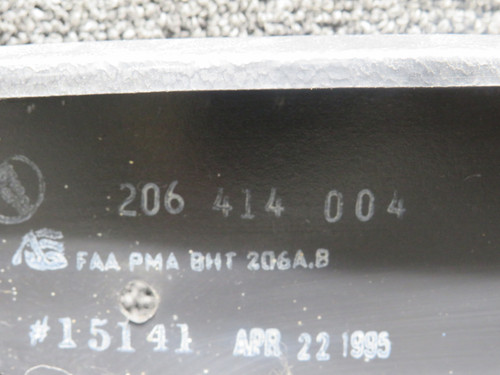 206 414 004
FAA PMA BHT 206A,B
#15141 APR 22 1995